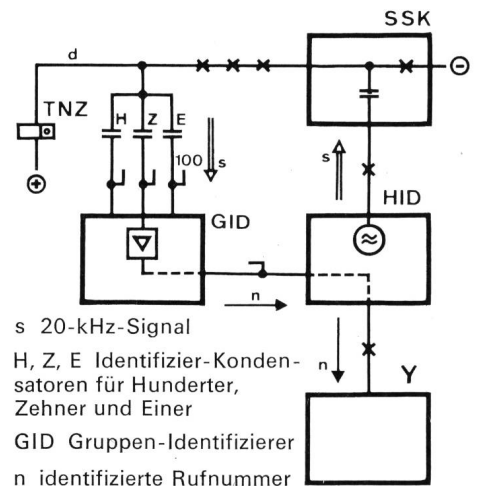 SSK
d
TNZ
H Z E
100 s
s
GID
HID
n
n
Y
s 20-kHz-Signal
H, Z, E Identifizier-Konden-
satoren für Hunderter,
Zehner und Einer
GID Gruppen-Identifizierer
n identifizierte Rufnummer